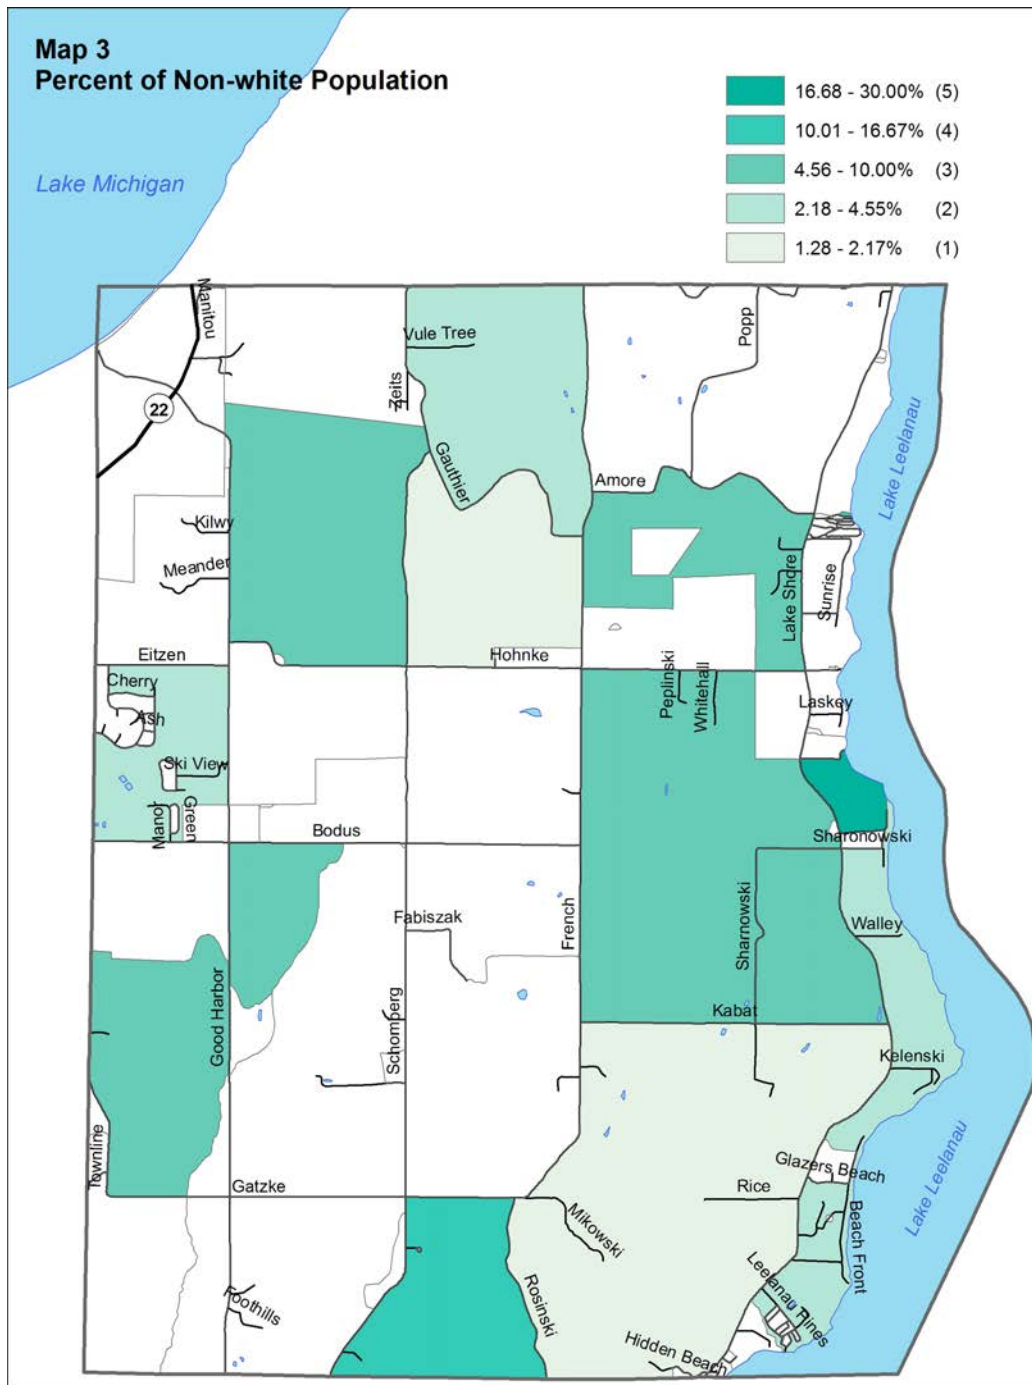 Map 3
Percent of Non-white Population
16.68 - 30.00% (5)
10.01 - 16.67% (4)
4.56 - 10.00% (3)
2.18 - 4.55% (2)
1.28 - 2.17% (1)
Lake Michigan
Manitou
Vule Tree
Popp
Zeits
22
Gauthier
Amore
Lake Leelanau
Kilwy
Meander
Lake Shore
Sunrise
Eitzen
Hohnke
Cherry
Ash
Peplinski
Whitehall
Laskey
Ski View
Manor
Green
Bodus
Sharonowski
Fabiszak
French
Sharnowski
Walley
Good Harbor
Schomberg
Kabat
Kelenski
Townline
Glazers Beach
Gatzke
Rice
Beach Front
Lake Leelanau
Mikowski
Rosinski
Leelanau Pines
Foothills
Hidden Beach